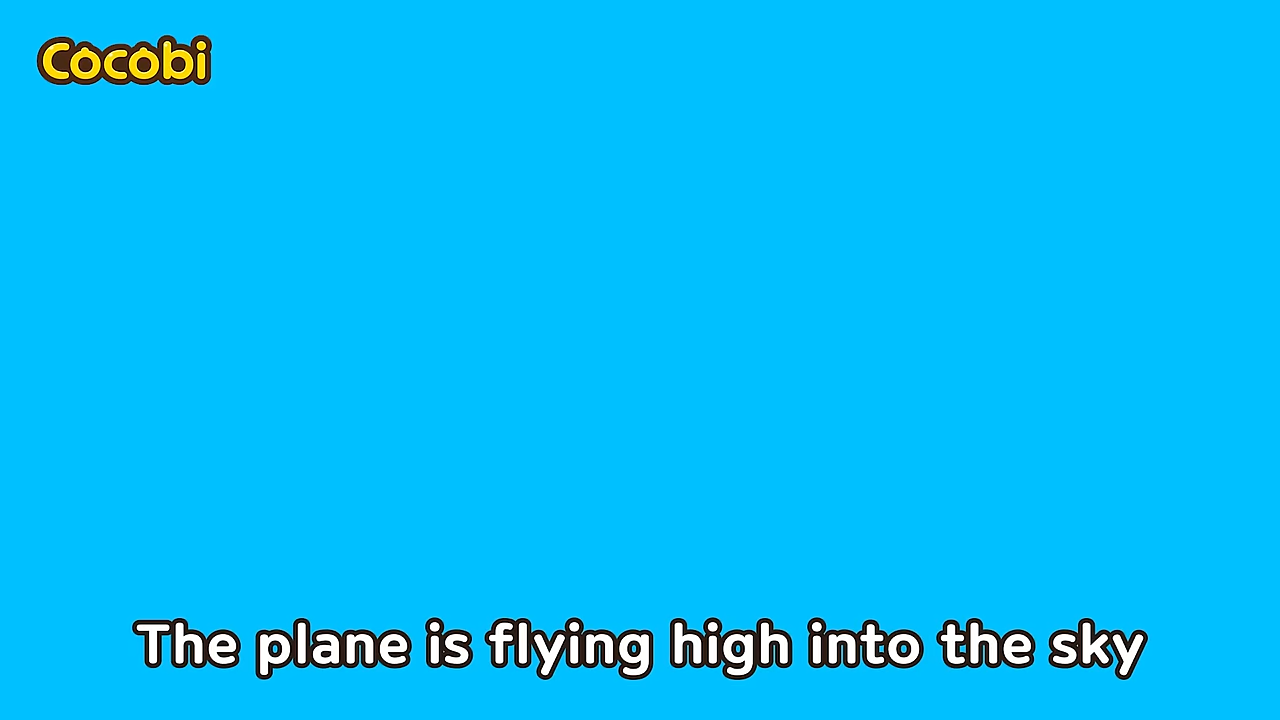 Cocobi
The plane is flying high into the sky